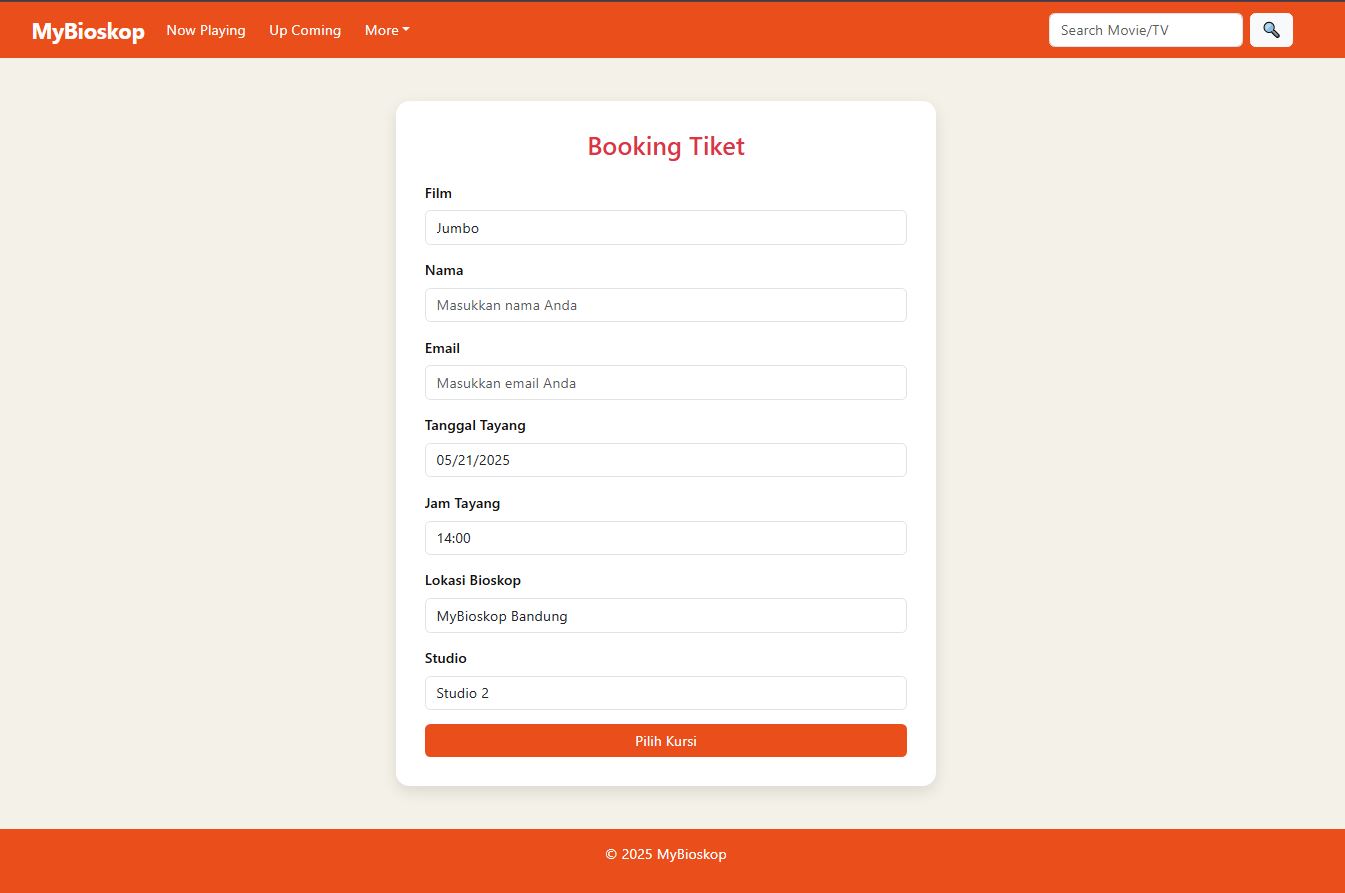 MyBioskop Now Playing Up Coming More Search Movie/TV
Booking Tiket
Film
Jumbo
Nama
Masukkan nama Anda
Email
Masukkan email Anda
Tanggal Tayang
05/21/2025
Jam Tayang
14:00
Lokasi Bioskop
MyBioskop Bandung
Studio
Studio 2
Pilih Kursi
© 2025 MyBioskop